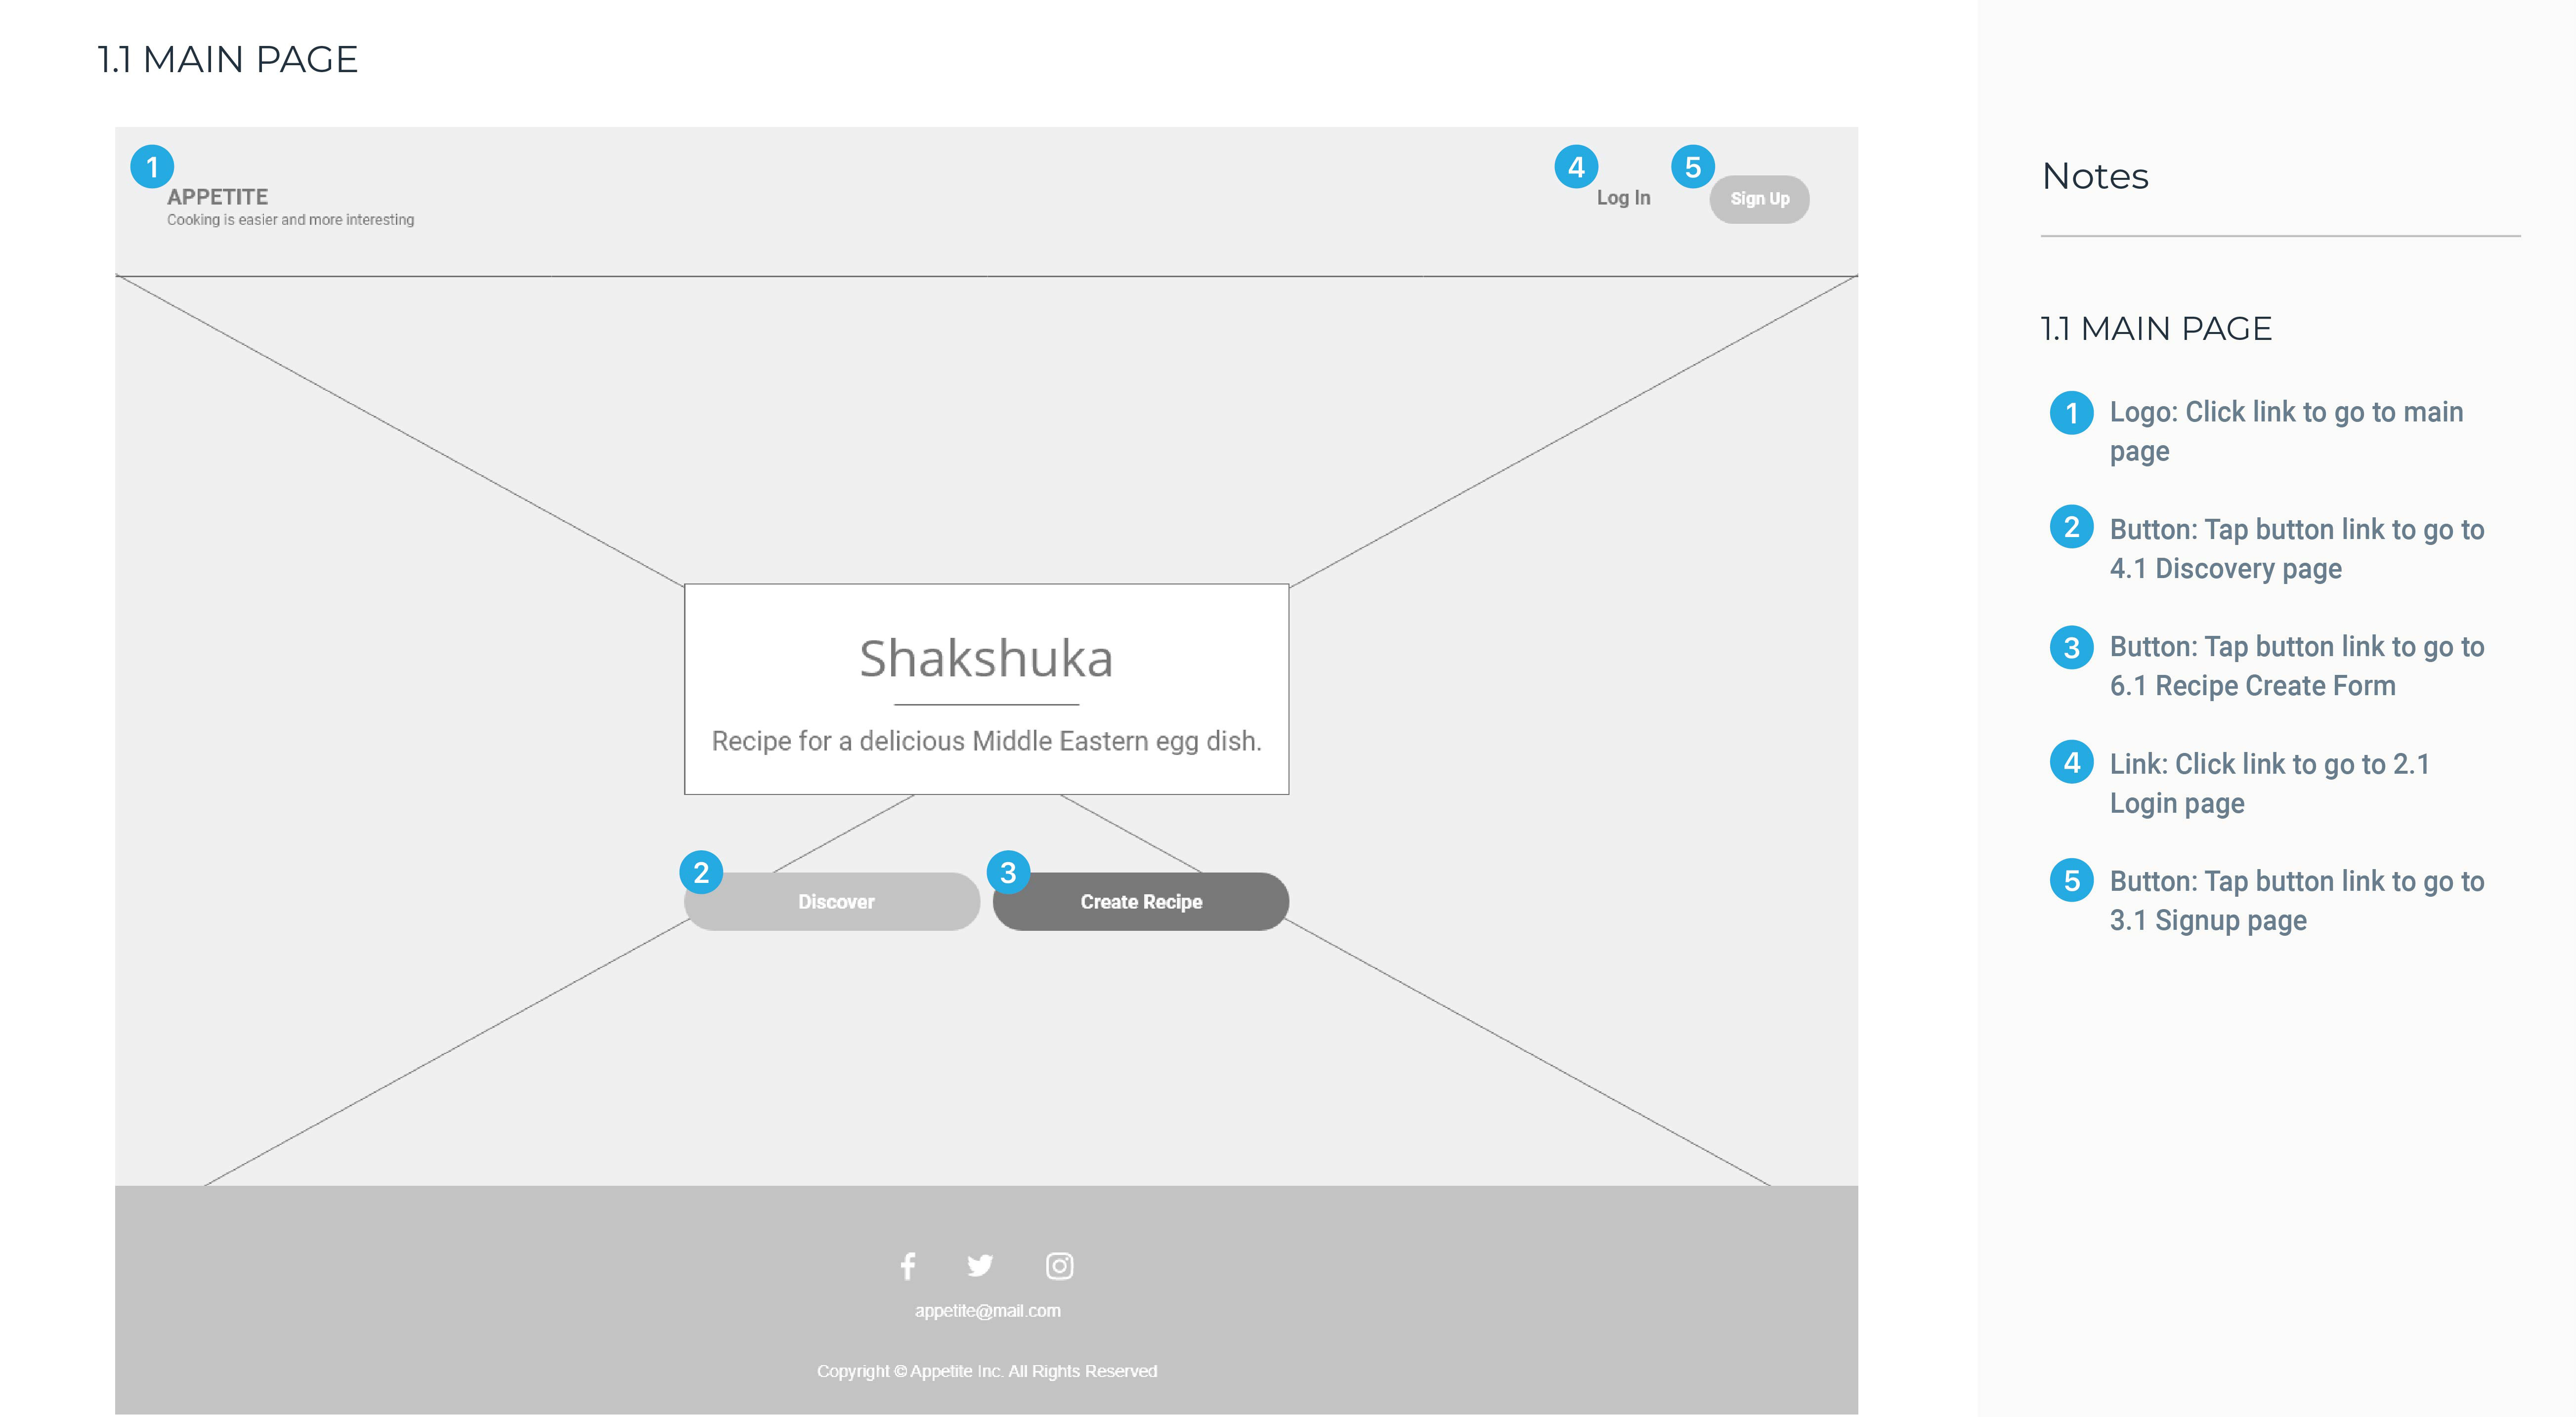 1.1 MAIN PAGE
1
APPETITE
Cooking is easier and more interesting
4
Log In
5
Sign Up
Shakshuka
Recipe for a delicious Middle Eastern egg dish.
2
Discover
3
Create Recipe
appetite@mail.com
Copyright © Appetite Inc. All Rights Reserved
Notes
1.1 MAIN PAGE
1 Logo: Click link to go to main
page
2 Button: Tap button link to go to
4.1 Discovery page
3 Button: Tap button link to go to
6.1 Recipe Create Form
4 Link: Click link to go to 2.1
Login page
5 Button: Tap button link to go to
3.1 Signup page